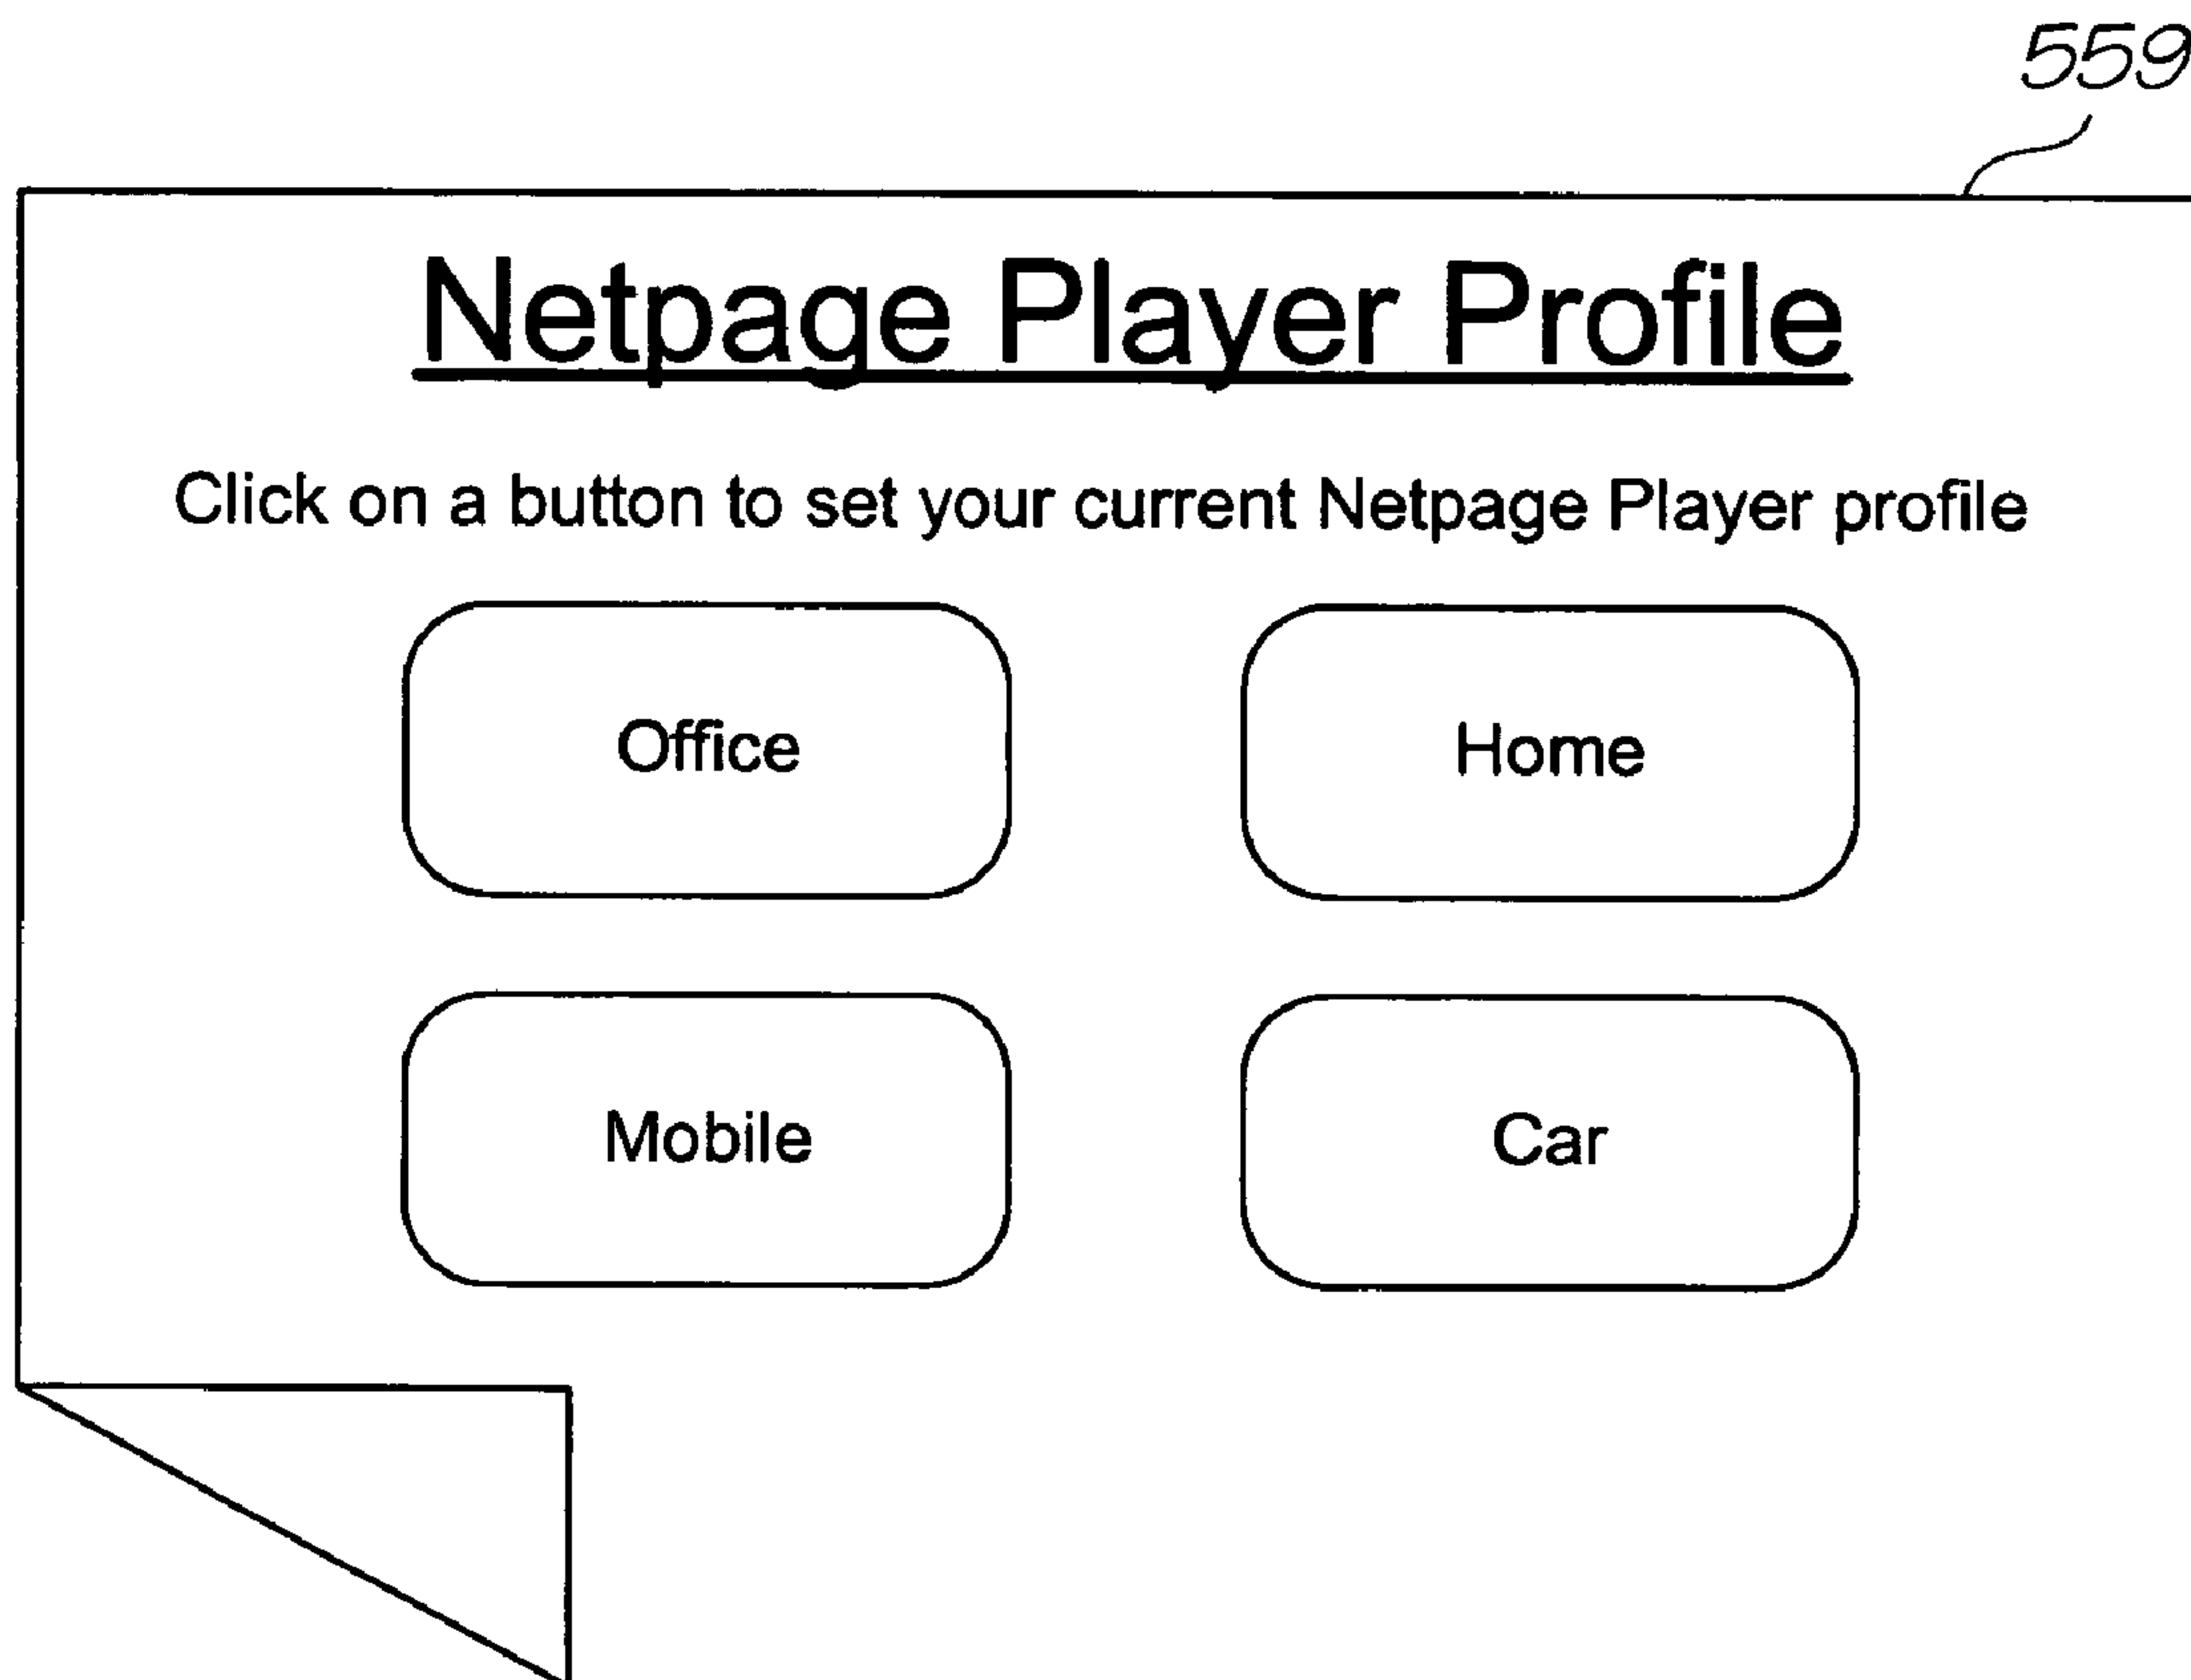 559
Netpage Player Profile
Click on a button to set your current Netpage Player profile
Office Home
Mobile Car